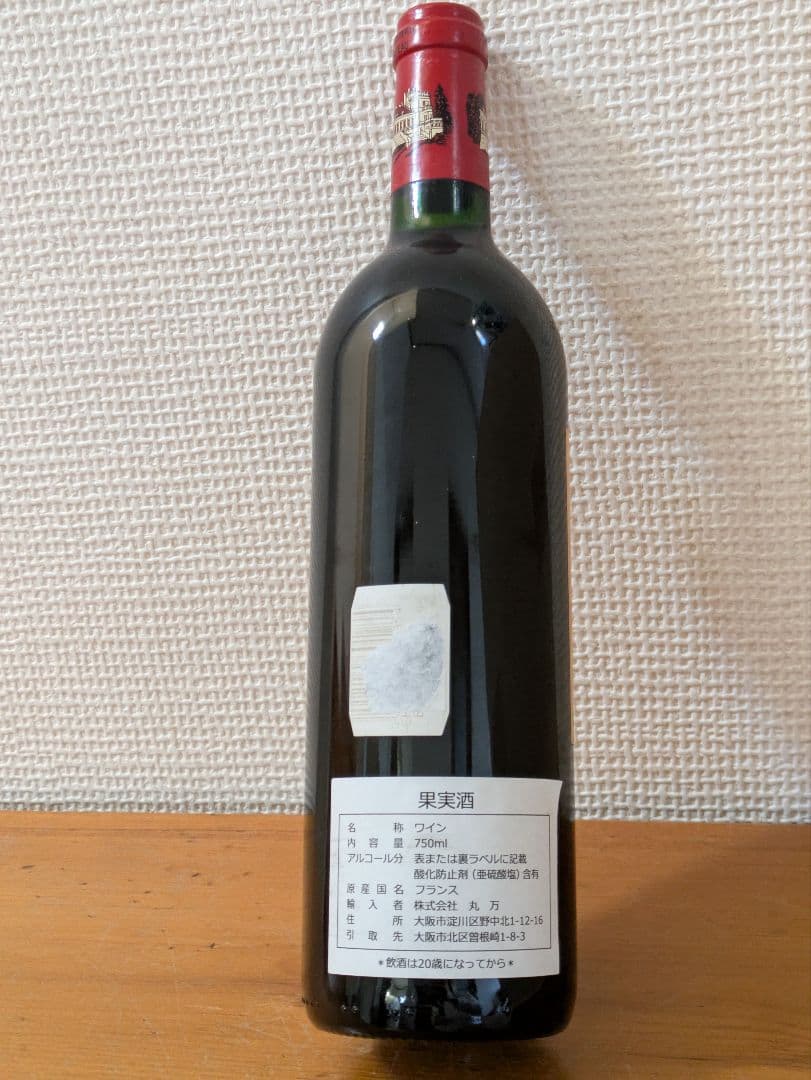 果実酒
名称 ワイン
内容量 750ml
アルコール分 表または裏ラベルに記載
酸化防止剤(亜硫酸塩)含有
原産国名 フランス
輸入者 株式会社 丸万
住所 大阪市淀川区野中北1-12-16
引取先 大阪市北区曽根崎1-8-3
*飲酒は20歳になってから*